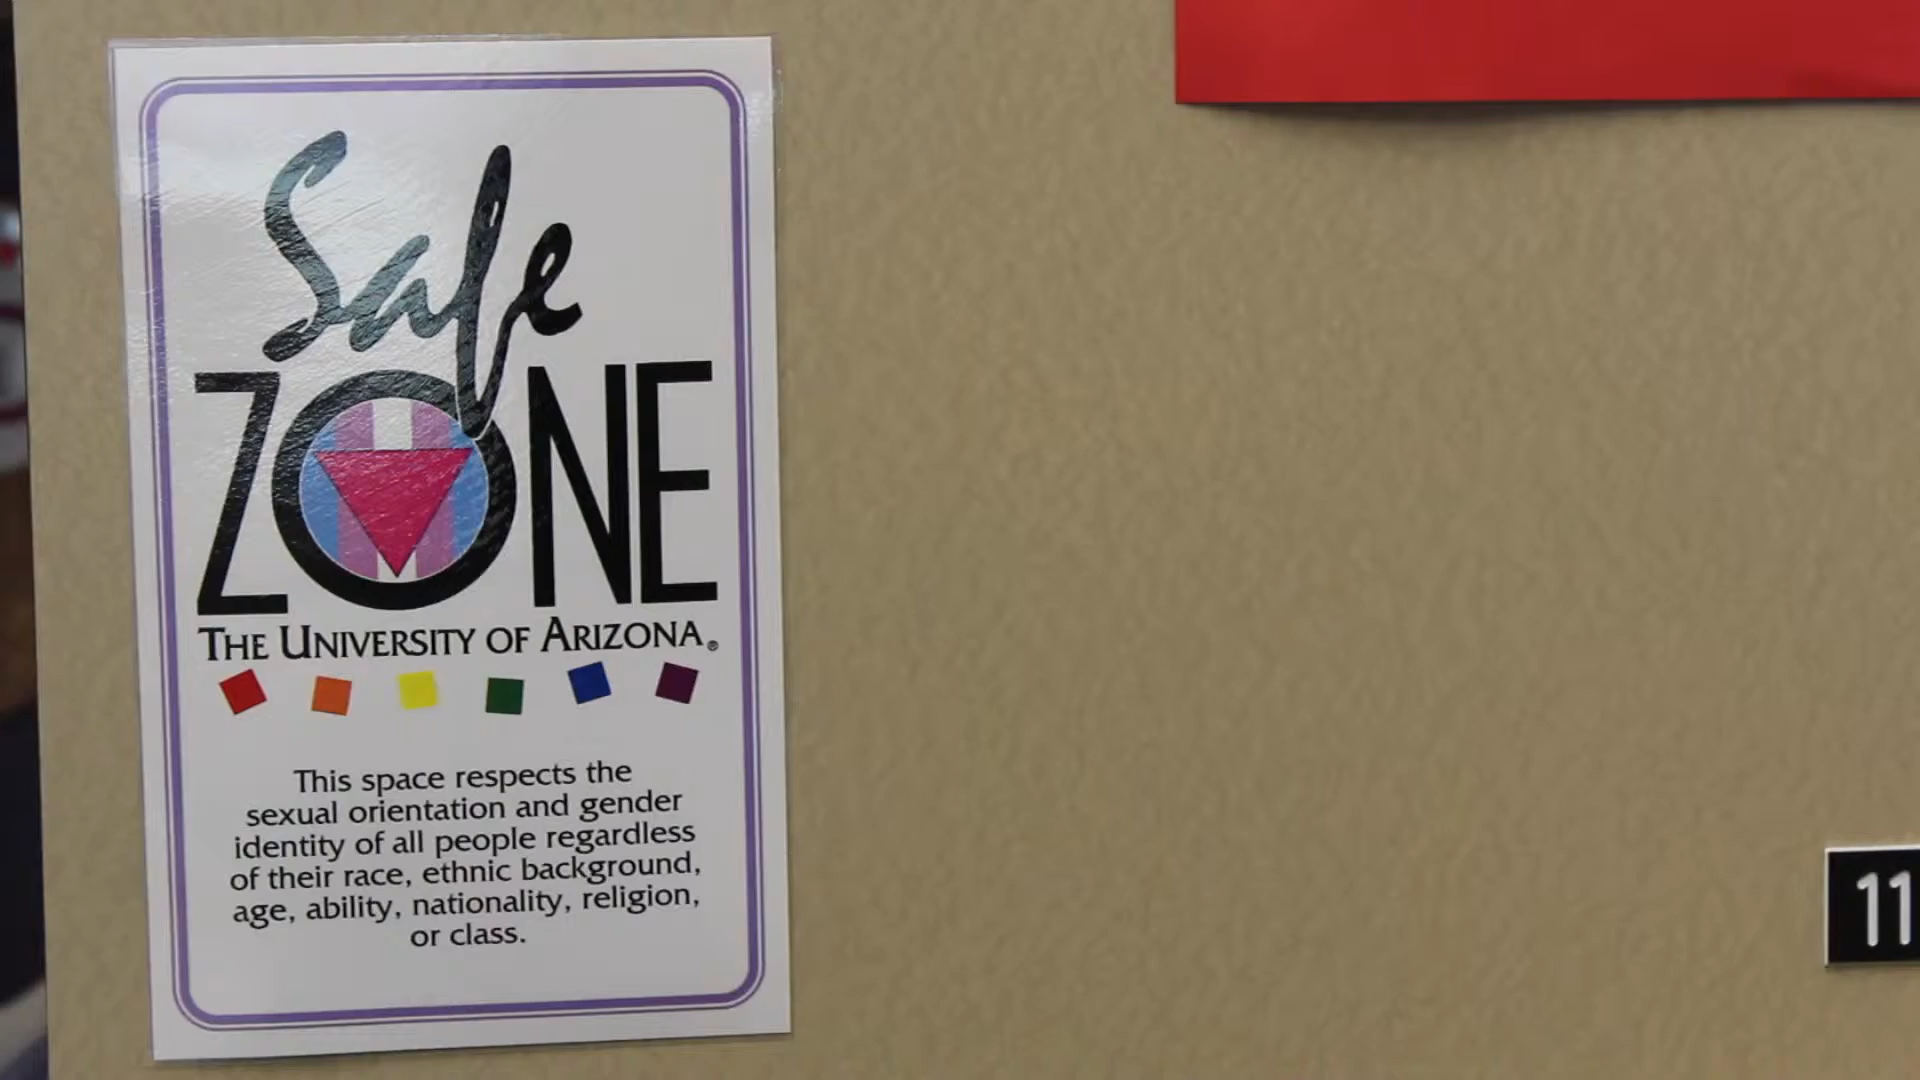 Safe
ZONE
THE UNIVERSITY OF ARIZONA®
This space respects the
sexual orientation and gender
identity of all people regardless
of their race, ethnic background,
age, ability, nationality, religion,
or class.
11